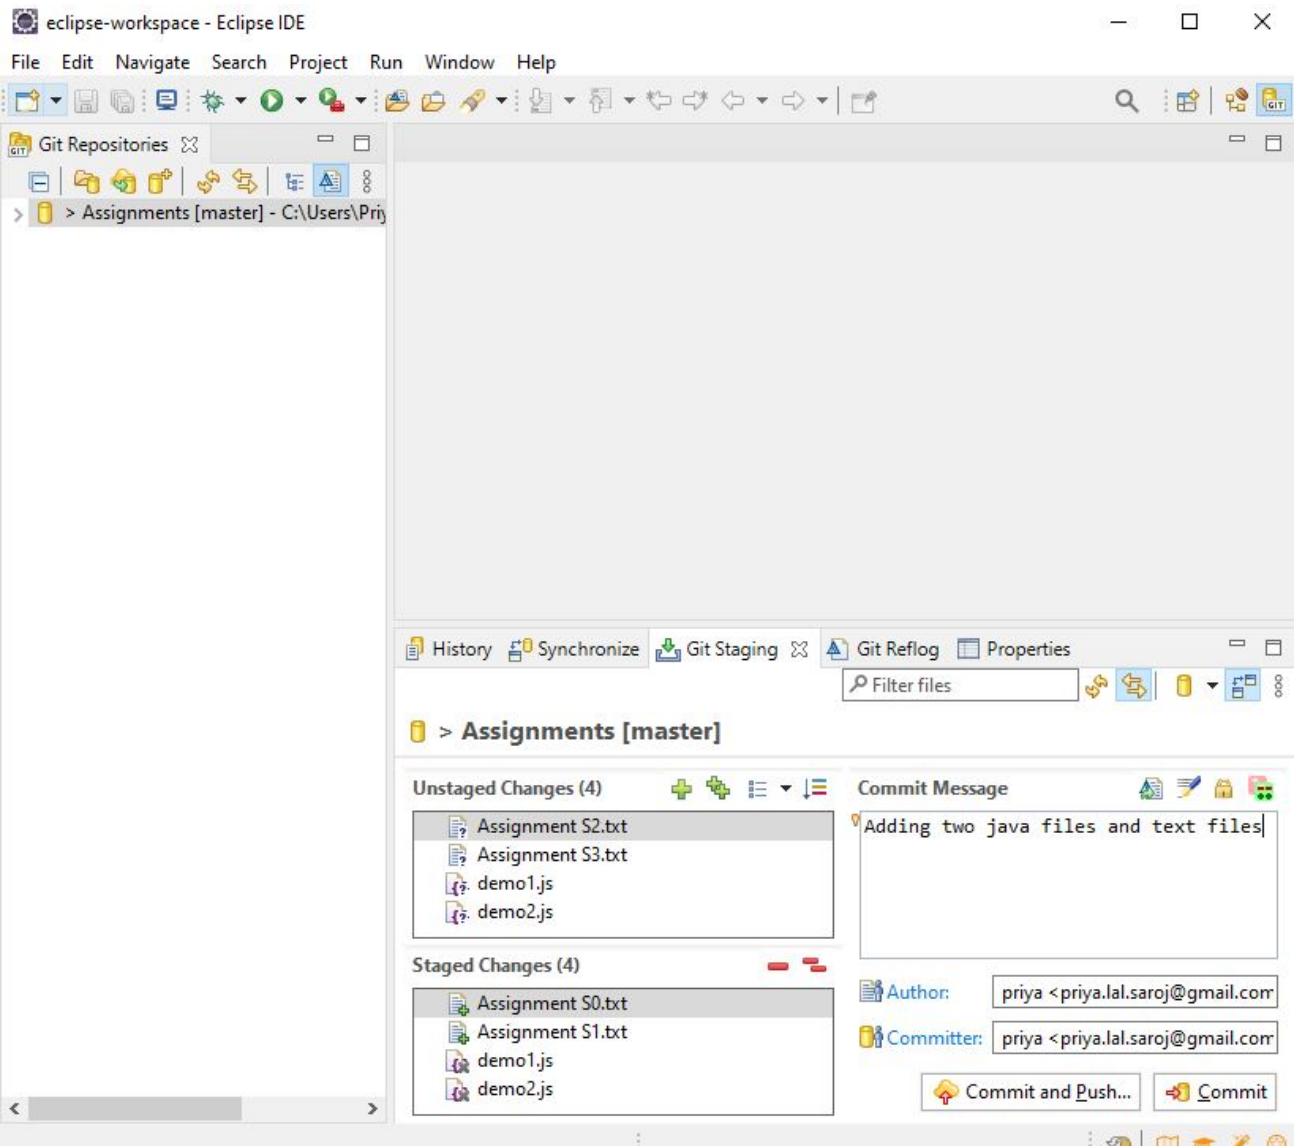 eclipse-workspace - Eclipse IDE
File Edit Navigate Search Project Run Window Help
GIT
GIT Git Repositories
> Assignments [master] - C:\Users\Priy
History Synchronize Git Staging Git Reflog Properties
Filter files
> Assignments [master]
Unstaged Changes (4)
Assignment S2.txt
Assignment S3.txt
demo1.js
demo2.js
Staged Changes (4)
Assignment S0.txt
Assignment S1.txt
demo1.js
demo2.js
Commit Message
Adding two java files and text files
Author: priya <priya.lal.saroj@gmail.com
Committer: priya <priya.lal.saroj@gmail.com
Commit and Push... Commit